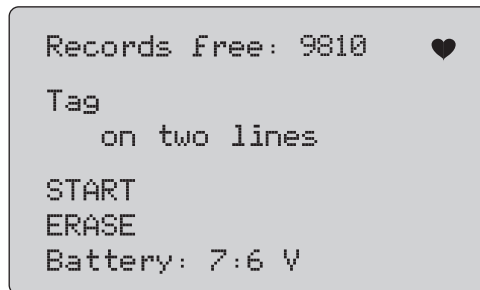 Records free: 9810
Tag
on two lines
START
ERASE
Battery: 7:6 V